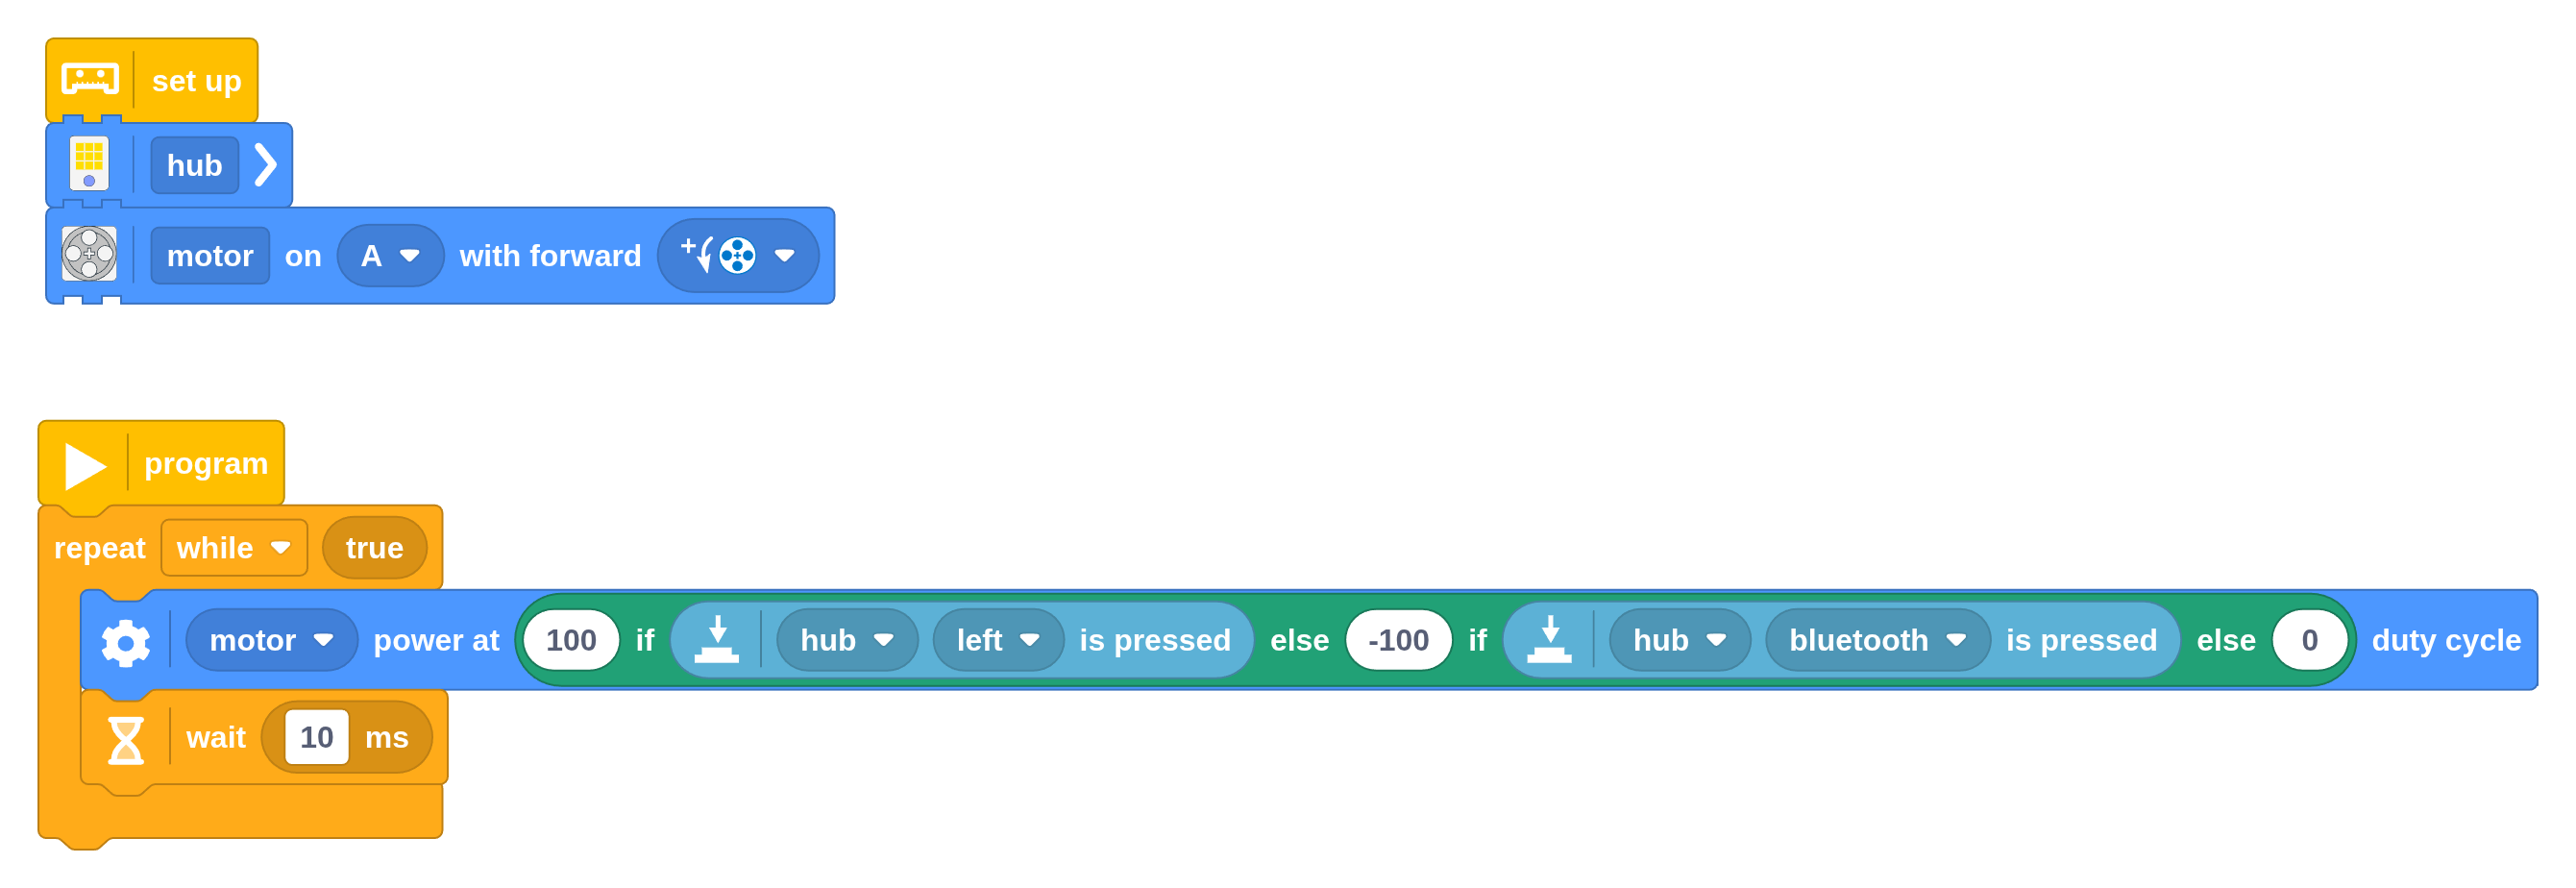 set up
hub
motor on A with forward +
program
repeat while true
motor power at 100 if hub left is pressed else -100 if hub bluetooth is pressed else 0 duty cycle
wait 10 ms